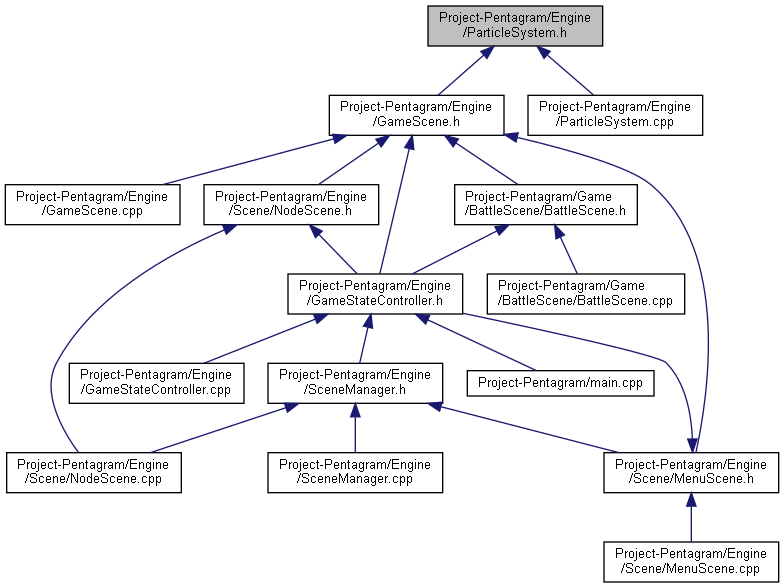 Project-Pentagram/Engine
/ParticleSystem.h
Project-Pentagram/Engine
/GameScene.h
Project-Pentagram/Engine
/ParticleSystem.cpp
Project-Pentagram/Engine
/GameScene.cpp
Project-Pentagram/Engine
/Scene/NodeScene.h
Project-Pentagram/Game
/BattleScene/BattleScene.h
Project-Pentagram/Engine
/GameStateController.h
Project-Pentagram/Game
/BattleScene/BattleScene.cpp
Project-Pentagram/Engine
/GameStateController.cpp
Project-Pentagram/Engine
/SceneManager.h
Project-Pentagram/main.cpp
Project-Pentagram/Engine
/Scene/NodeScene.cpp
Project-Pentagram/Engine
/SceneManager.cpp
Project-Pentagram/Engine
/Scene/MenuScene.h
Project-Pentagram/Engine
/Scene/MenuScene.cpp